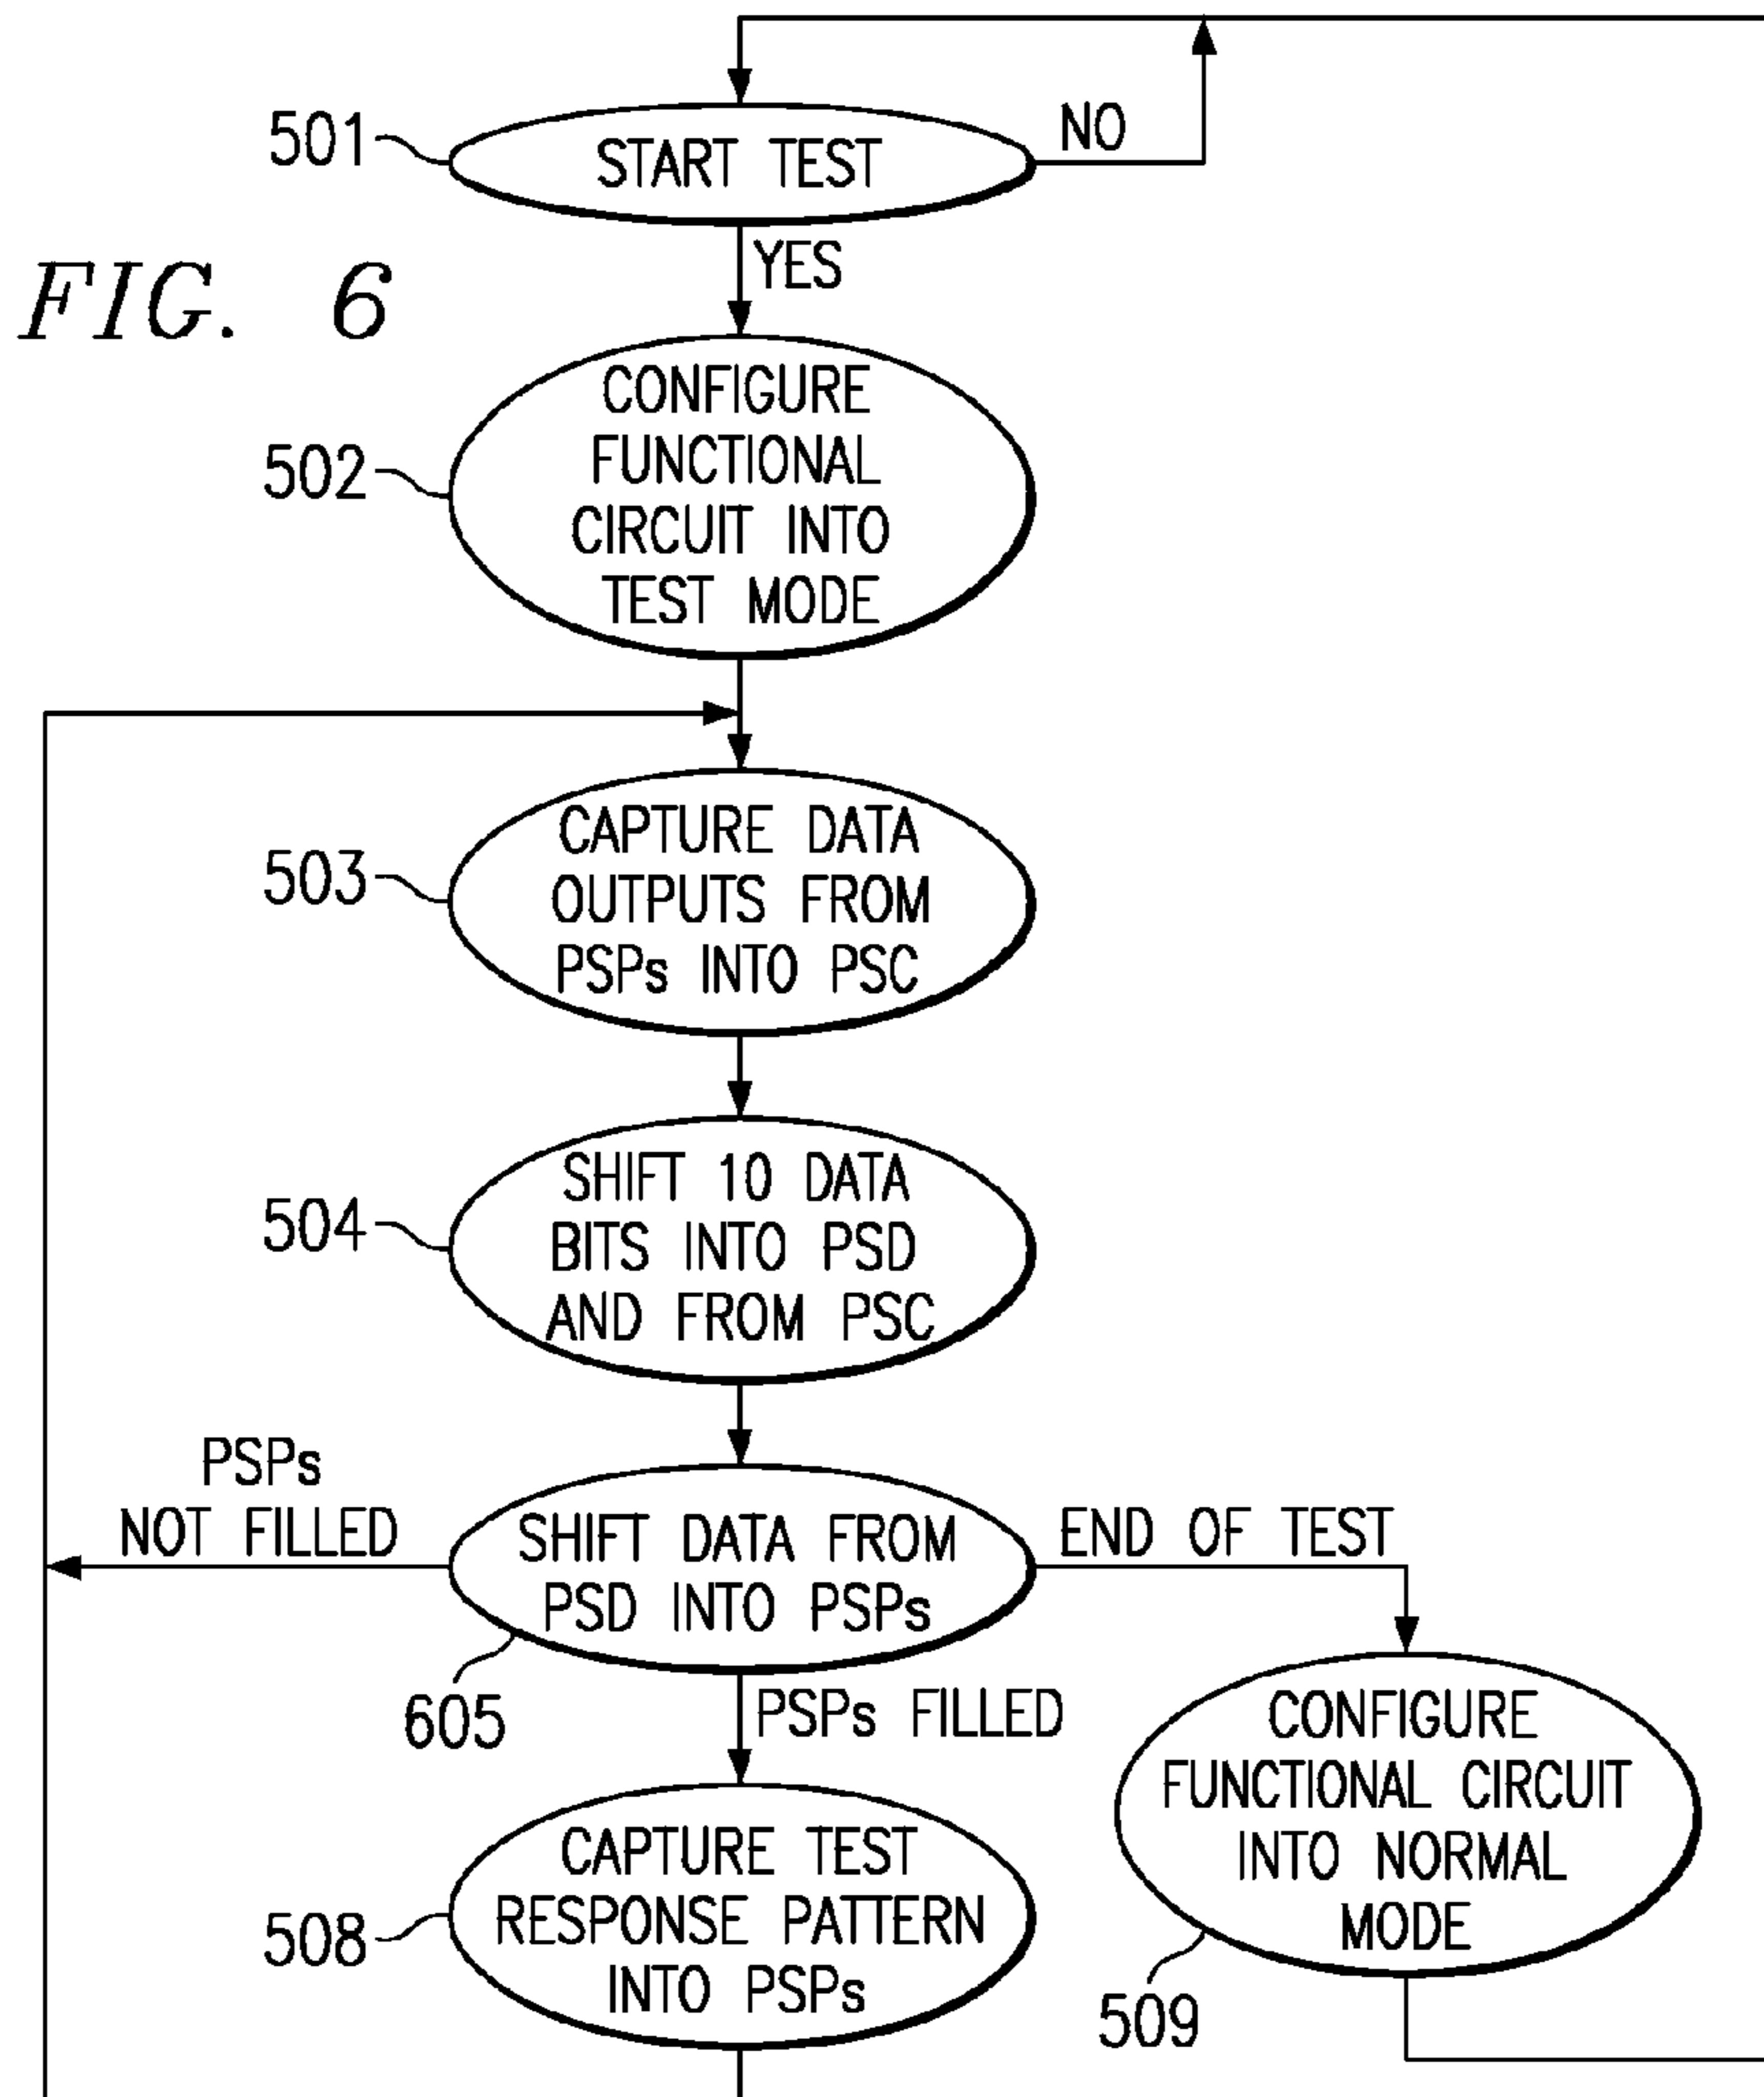 501
START TEST
NO
YES
FIG. 6
502
CONFIGURE
FUNCTIONAL
CIRCUIT INTO
TEST MODE
503
CAPTURE DATA
OUTPUTS FROM
PSPs INTO PSC
504
SHIFT 10 DATA
BITS INTO PSD
AND FROM PSC
PSPs
NOT FILLED
SHIFT DATA FROM
PSD INTO PSPs
END OF TEST
605
PSPs FILLED
508
CAPTURE TEST
RESPONSE PATTERN
INTO PSPs
CONFIGURE
FUNCTIONAL CIRCUIT
INTO NORMAL
MODE
509